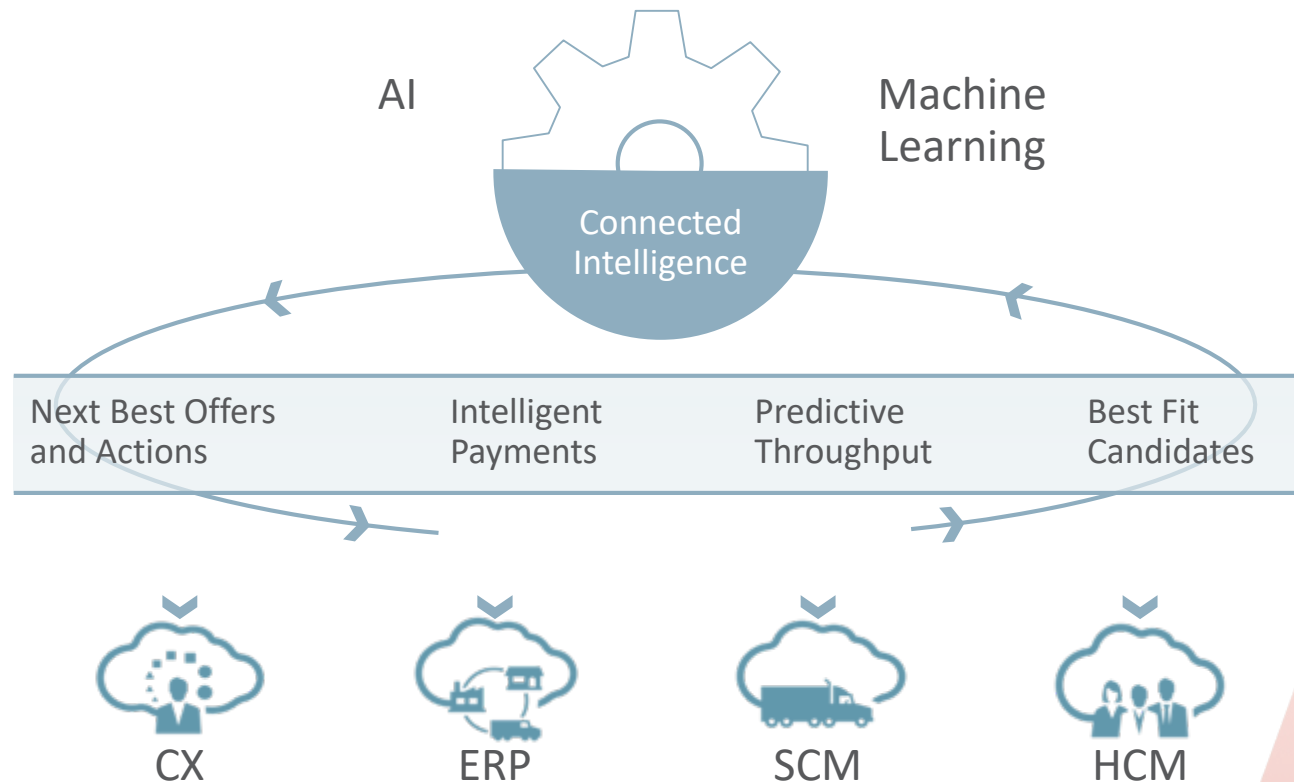 AI
Machine
Learning
Connected
Intelligence
Next Best Offers
and Actions
Intelligent
Payments
Predictive
Throughput
Best Fit
Candidates
CX
ERP
SCM
HCM